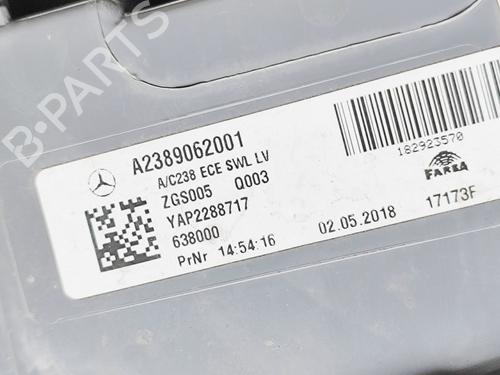 B-PARTS
A2389062001
A/C238 ECE SWL LV
ZGS005 Q003
YAP2288717
638000
PrNr 14:54:16
02.05.2018
182923570
FARBA
17173F